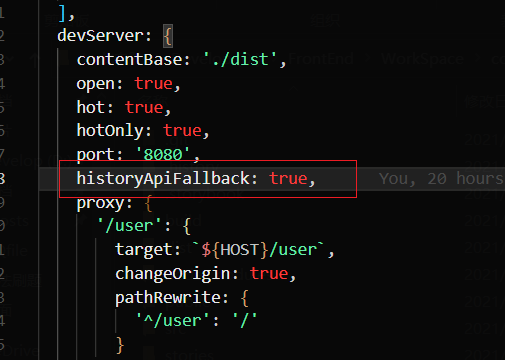 ],
devServer: {
contentBase: './dist',
open: true,
hot: true,
hotOnly: true,
port: '8080',
historyApiFallback: true, You, 20 hours
proxy: {
'/user': {
target: `${HOST}/user`,
changeOrigin: true,
pathRewrite: {
'^/user': '/'
}